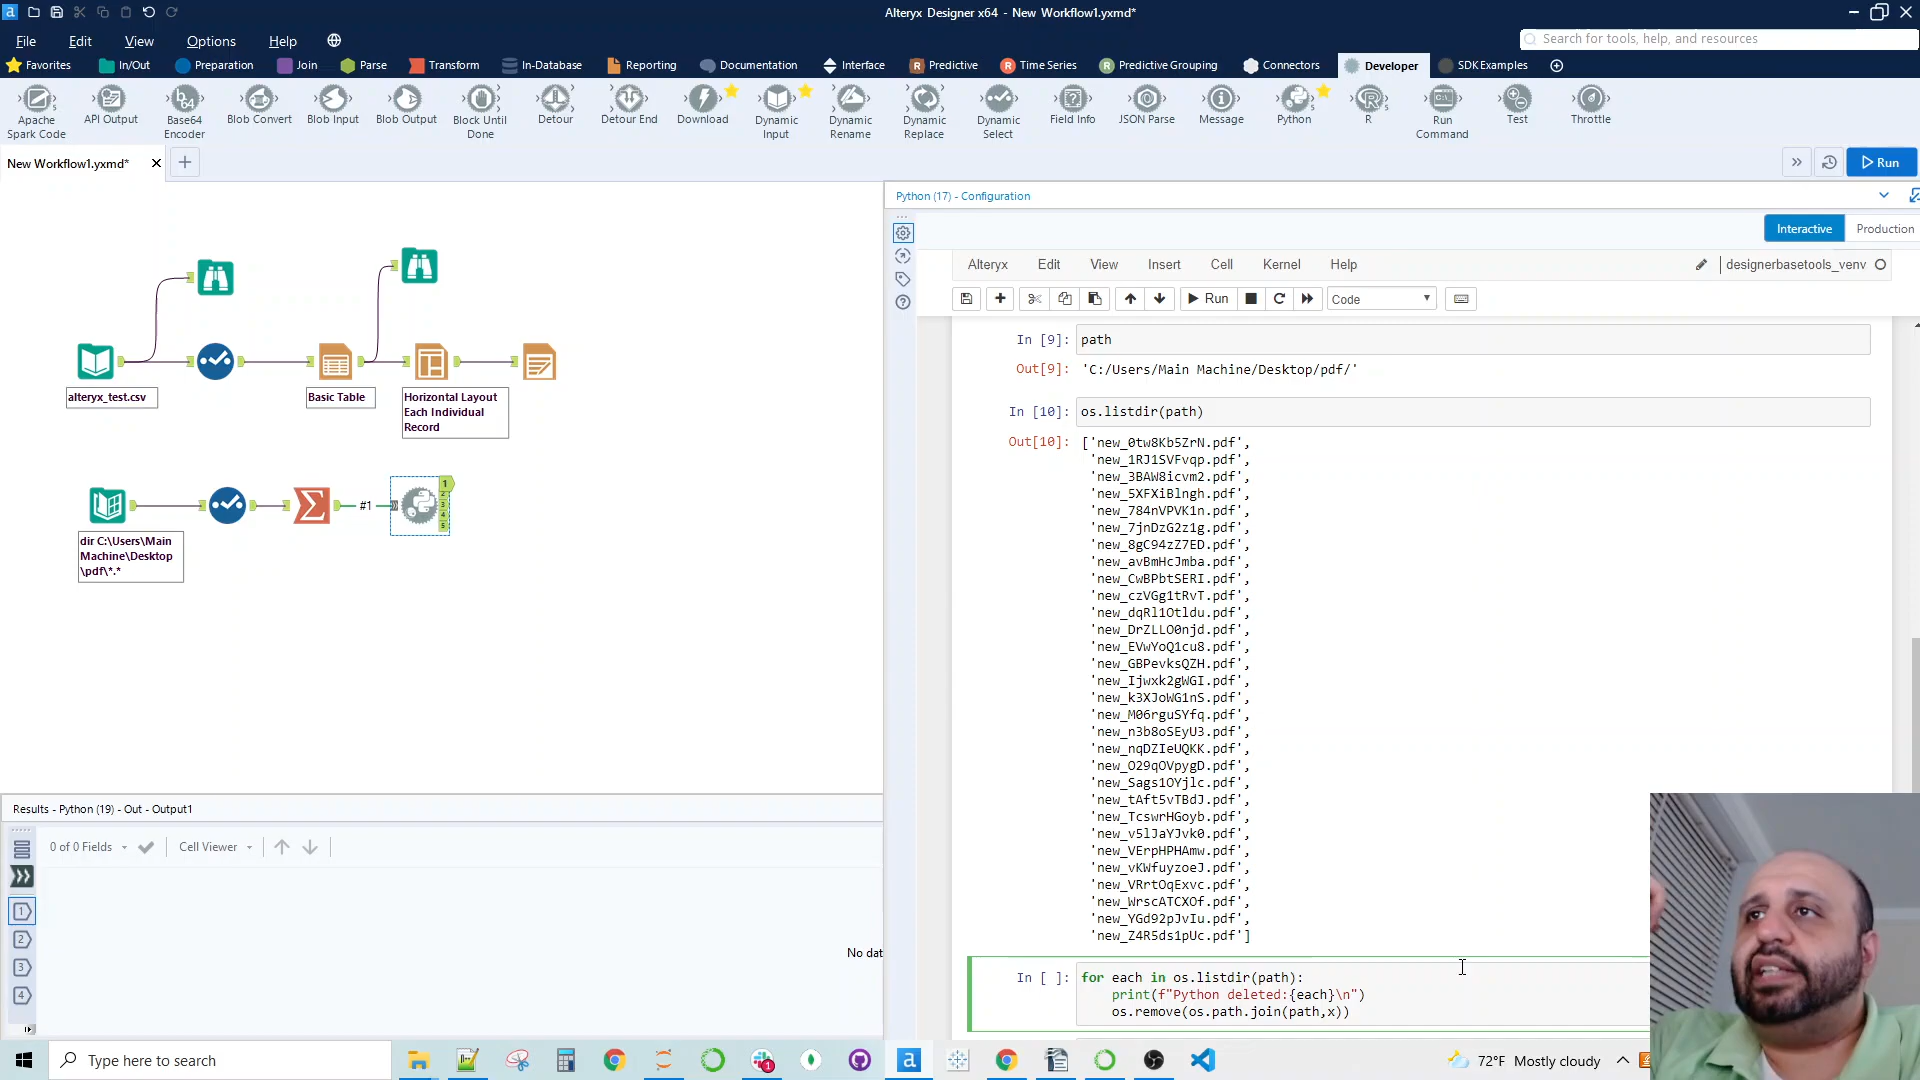 Alteryx Designer x64 - New Workflow1.yxmd*
File Edit View Options Help
Search for tools, help, and resources
Favorites In/Out Preparation Join Parse Transform In-Database Reporting Documentation Interface Predictive Time Series Predictive Grouping Connectors Developer SDK Examples
Apache Spark Code
API Output
Base64 Encoder
Blob Convert
Blob Input
Blob Output
Block Until Done
Detour
Detour End
Download
Dynamic Input
Dynamic Rename
Dynamic Replace
Dynamic Select
Field Info
JSON Parse
Message
Python
R
Run Command
Test
Throttle
New Workflow1.yxmd*
Run
Python (17) - Configuration
Interactive Production
Alteryx Edit View Insert Cell Kernel Help
designerbasetools_venv
Run
Code
alteryx_test.csv
Basic Table
Horizontal Layout
Each Individual
Record
#1
1
2
3
4
5
dir C:\Users\Main
Machine\Desktop
\pdf\*.*
In [9]: path
Out[9]: 'C:/Users/Main Machine/Desktop/pdf/'
In [10]: os.listdir(path)
Out[10]: ['new_0tw8Kb5ZrN.pdf',
'new_1RJ1SVFvqp.pdf',
'new_3BAW8icvm2.pdf',
'new_5XFXiBlngh.pdf',
'new_784nVPVK1n.pdf',
'new_7jnDzG2z1g.pdf',
'new_8gC94zZ7ED.pdf',
'new_avBmHcJmba.pdf',
'new_CwBPbtSERI.pdf',
'new_czVGg1tRvT.pdf',
'new_dqRl1Otldu.pdf',
'new_DrZLLO0njd.pdf',
'new_EVwYoQ1cu8.pdf',
'new_GBPevksQZH.pdf',
'new_Ijwxk2gWGI.pdf',
'new_k3XJoWG1nS.pdf',
'new_M06rguSYfq.pdf',
'new_n3b8oSEyU3.pdf',
'new_nqDZIeUQKK.pdf',
'new_O29qOVpygD.pdf',
'new_Sags1OYjlc.pdf',
'new_tAft5vTBdJ.pdf',
'new_TcswrHGoyb.pdf',
'new_v5lJaYJvk0.pdf',
'new_VErpHPHAmw.pdf',
'new_vKWfuyzoeJ.pdf',
'new_VRrtOqExvc.pdf',
'new_WrscATCXOf.pdf',
'new_YGd92pJvIu.pdf',
'new_Z4R5ds1pUc.pdf']
In [ ]: for each in os.listdir(path):
print(f"Python deleted:{each}\n")
os.remove(os.path.join(path,x))
Results - Python (19) - Out - Output1
0 of 0 Fields
Cell Viewer
1
2
3
4
No dat
Type here to search
1
72°F Mostly cloudy